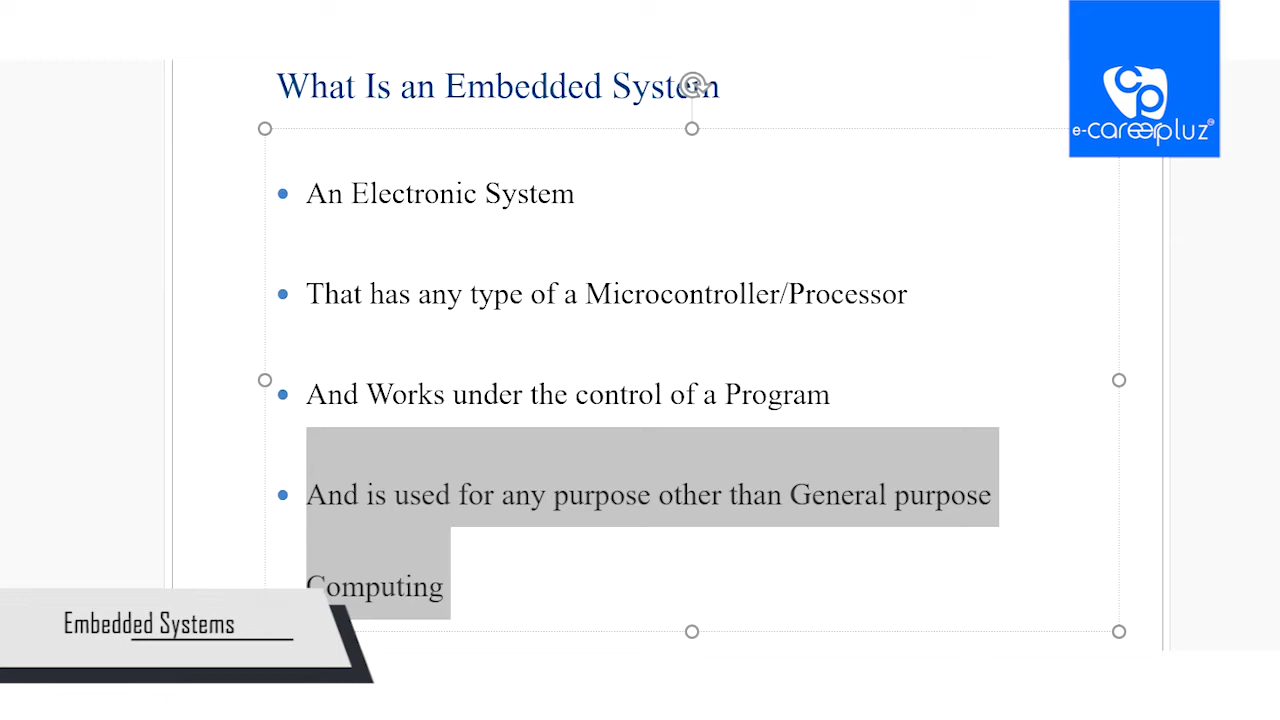 What Is an Embedded System
cp
e-careerpluz
An Electronic System
That has any type of a Microcontroller/Processor
And Works under the control of a Program
And is used for any purpose other than General purpose
Computing
Embedded Systems